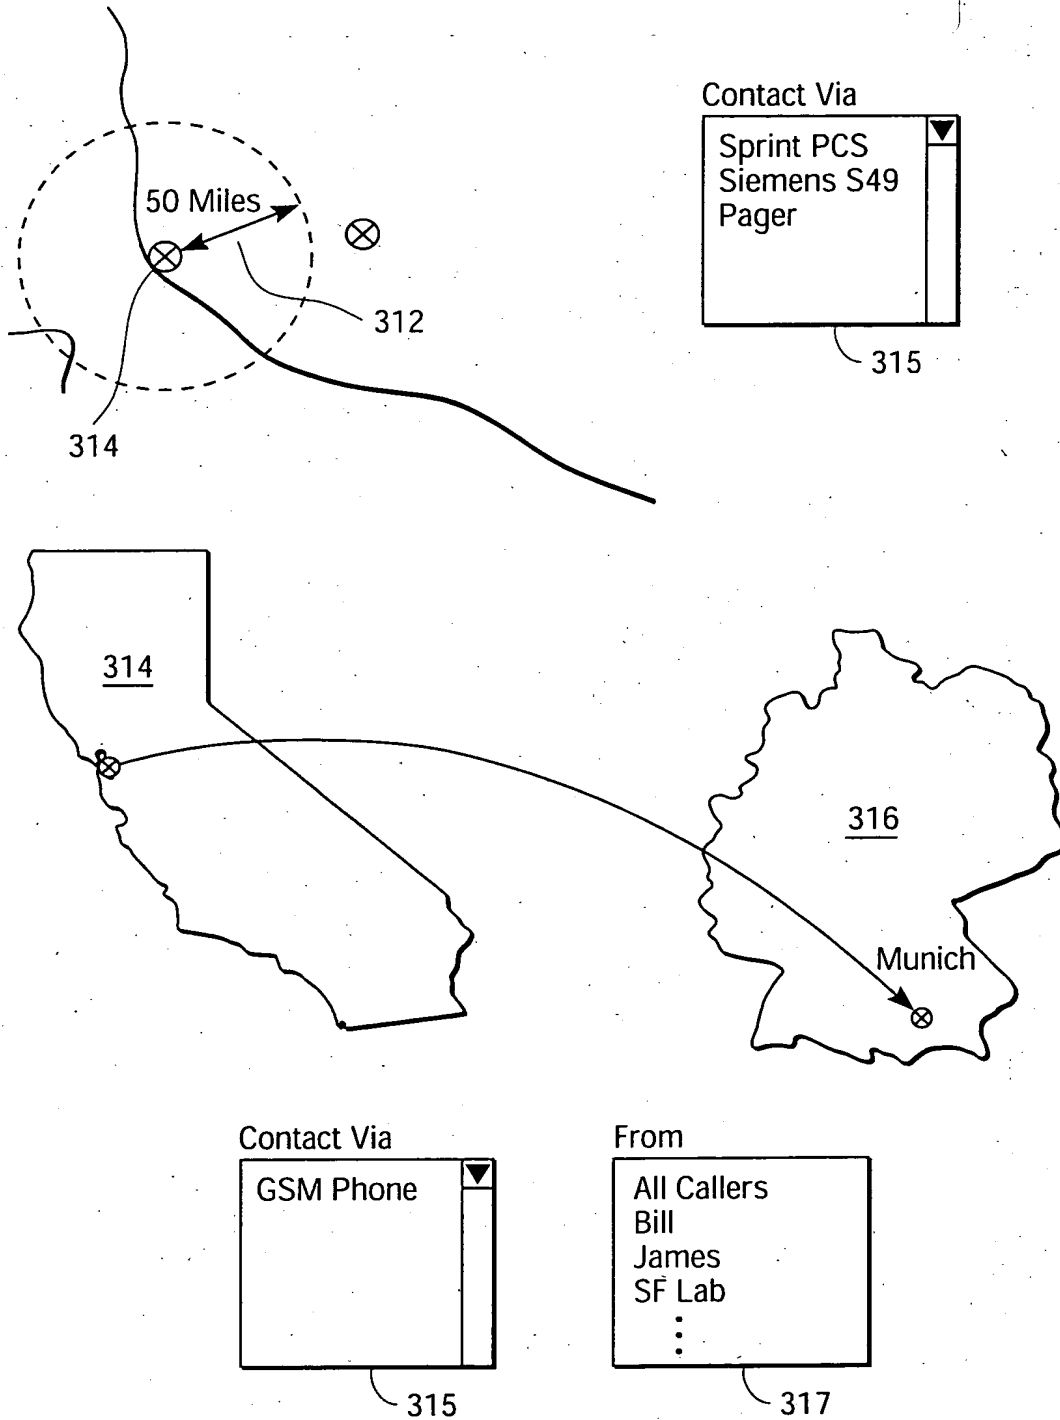 Contact Via
Sprint PCS
Siemens S49
Pager
315
50 Miles
312
314
314
316
Munich
Contact Via
GSM Phone
315
From
All Callers
Bill
James
SF Lab
317